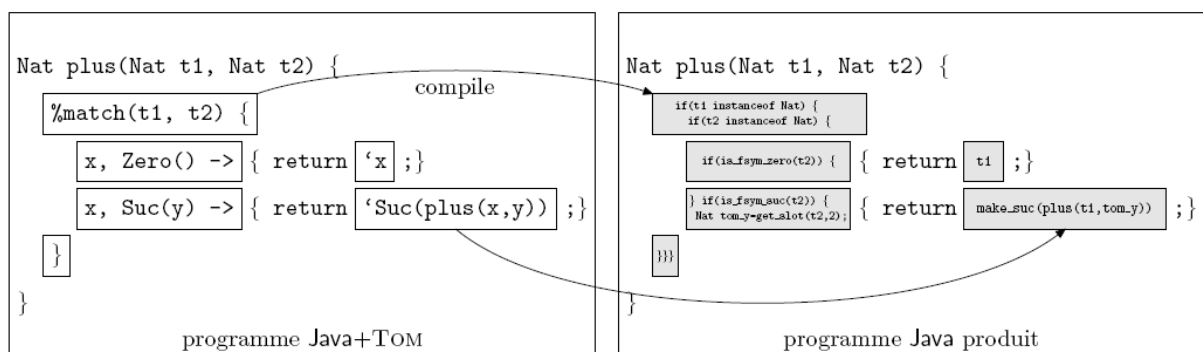 Nat plus(Nat t1, Nat t2) {
%match(t1, t2) {
x, Zero() -> { return ‘x ;}
x, Suc(y) -> { return ‘Suc(plus(x,y)) ;}
}
}
programme Java+TOM
compile
Nat plus(Nat t1, Nat t2) {
if(t1 instanceof Nat) {
if(t2 instanceof Nat) {
if(is_fsym_zero(t2)) { { return t1 ;}
} if(is_fsym_suc(t2)) {
Nat tom_y=get_slot(t2,2); { return make_suc(plus(t1,tom_y)) ;}
}}}
}
programme Java produit